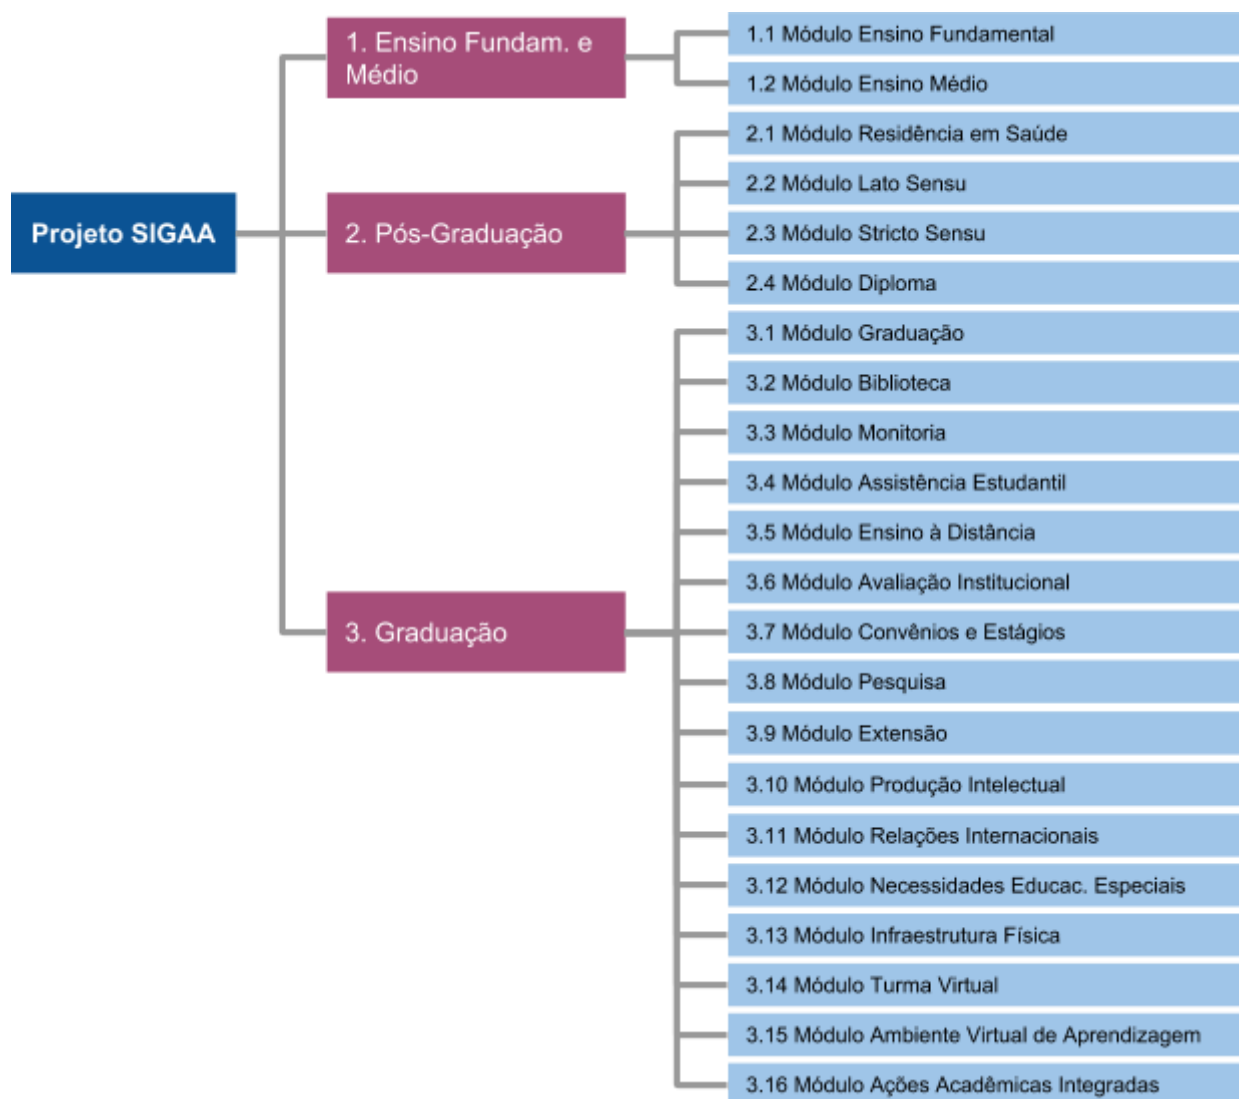 Projeto SIGAA
1. Ensino Fundam. e
Médio
1.1 Módulo Ensino Fundamental
1.2 Módulo Ensino Médio
2. Pós-Graduação
2.1 Módulo Residência em Saúde
2.2 Módulo Lato Sensu
2.3 Módulo Stricto Sensu
2.4 Módulo Diploma
3. Graduação
3.1 Módulo Graduação
3.2 Módulo Biblioteca
3.3 Módulo Monitoria
3.4 Módulo Assistência Estudantil
3.5 Módulo Ensino à Distância
3.6 Módulo Avaliação Institucional
3.7 Módulo Convênios e Estágios
3.8 Módulo Pesquisa
3.9 Módulo Extensão
3.10 Módulo Produção Intelectual
3.11 Módulo Relações Internacionais
3.12 Módulo Necessidades Educac. Especiais
3.13 Módulo Infraestrutura Física
3.14 Módulo Turma Virtual
3.15 Módulo Ambiente Virtual de Aprendizagem
3.16 Módulo Ações Acadêmicas Integradas